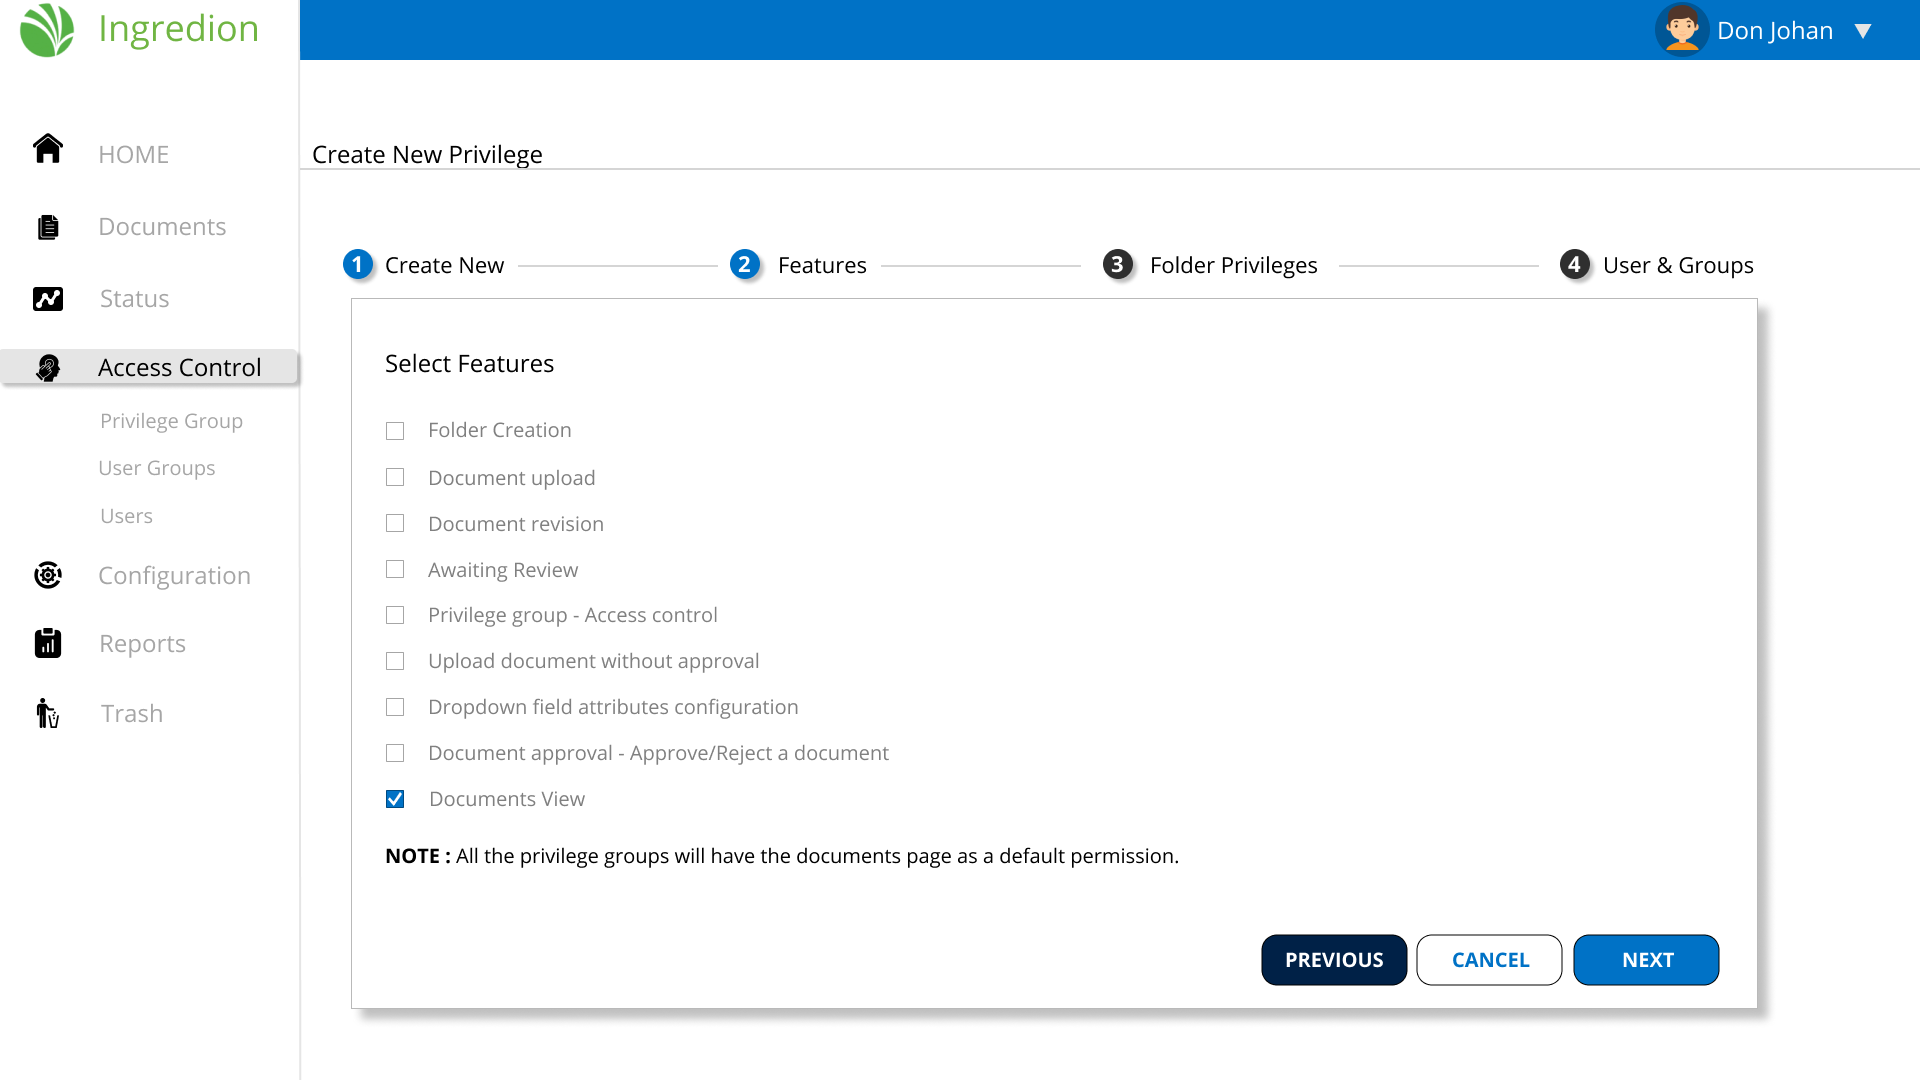 Ingredion
Don Johan ▼
HOME
Documents
Status
Access Control
Privilege Group
User Groups
Users
Configuration
Reports
Trash
Create New Privilege
1 Create New
2 Features
3 Folder Privileges
4 User & Groups
Select Features
Folder Creation
Document upload
Document revision
Awaiting Review
Privilege group - Access control
Upload document without approval
Dropdown field attributes configuration
Document approval - Approve/Reject a document
Documents View
NOTE : All the privilege groups will have the documents page as a default permission.
PREVIOUS
CANCEL
NEXT